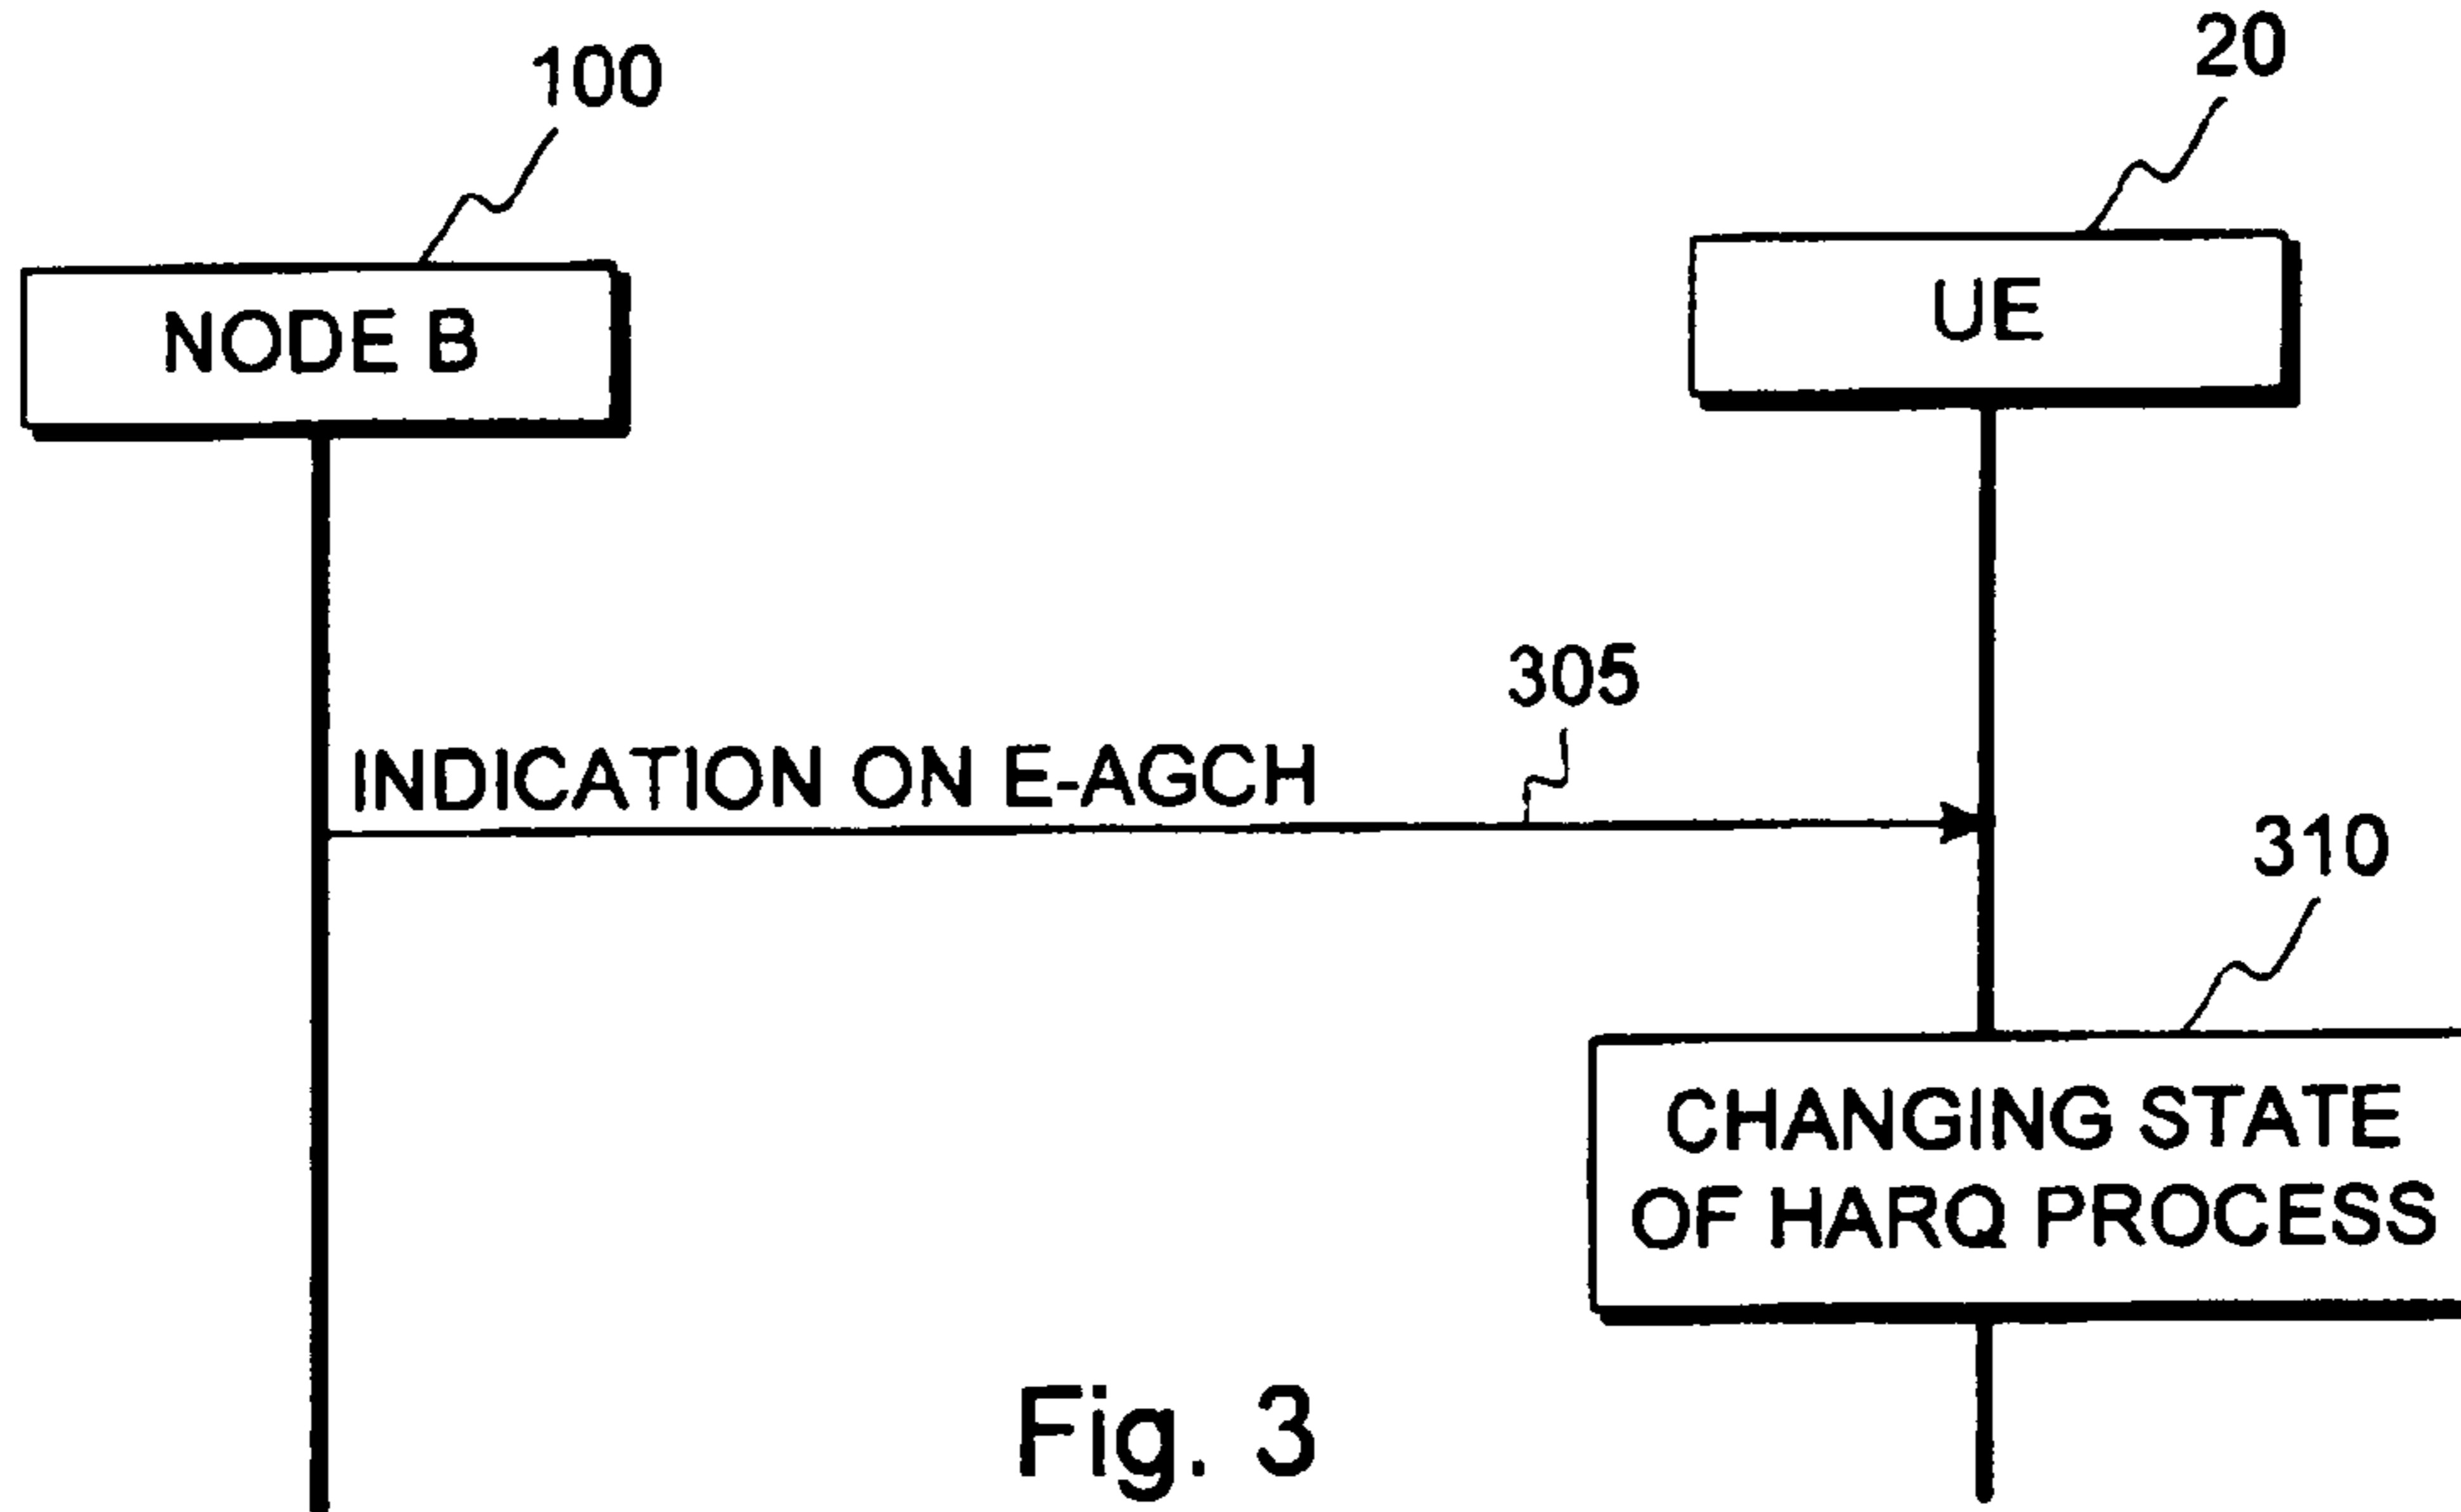 100
20
NODE B
UE
305
INDICATION ON E-AGCH
310
CHANGING STATE
OF HARQ PROCESS
Fig. 3